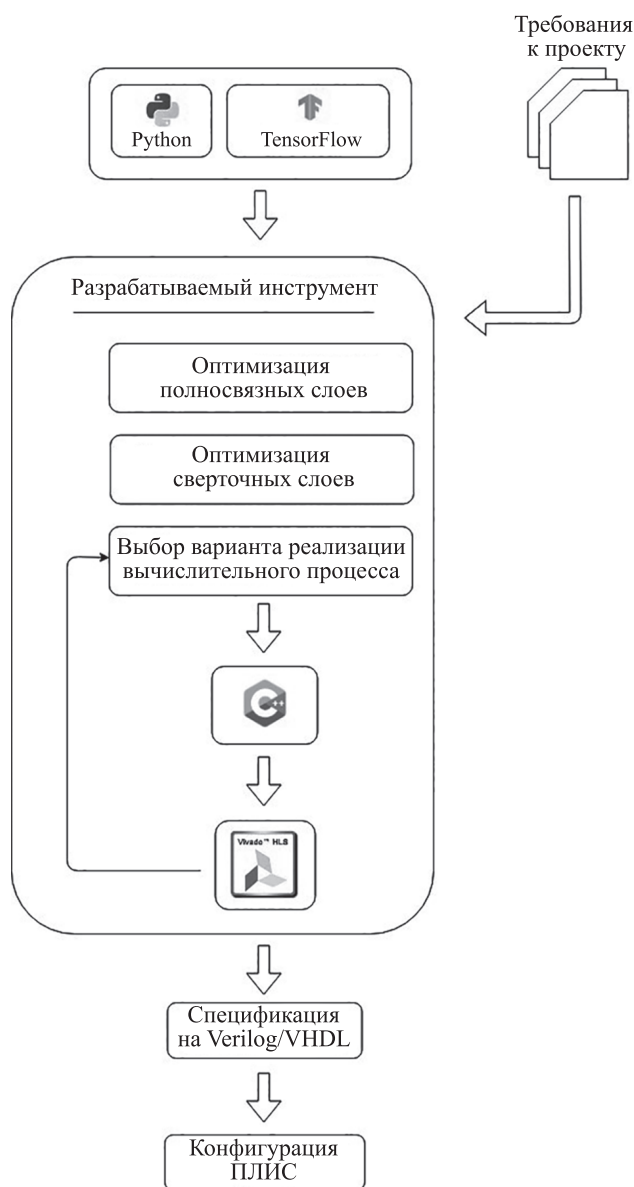 Требования
к проекту
Python
TensorFlow
Разрабатываемый инструмент
Оптимизация
полносвязных слоев
Оптимизация
сверточных слоев
Выбор варианта реализации
вычислительного процесса
C++
Vivado™ HLS
Спецификация
на Verilog/VHDL
Конфигурация
ПЛИС